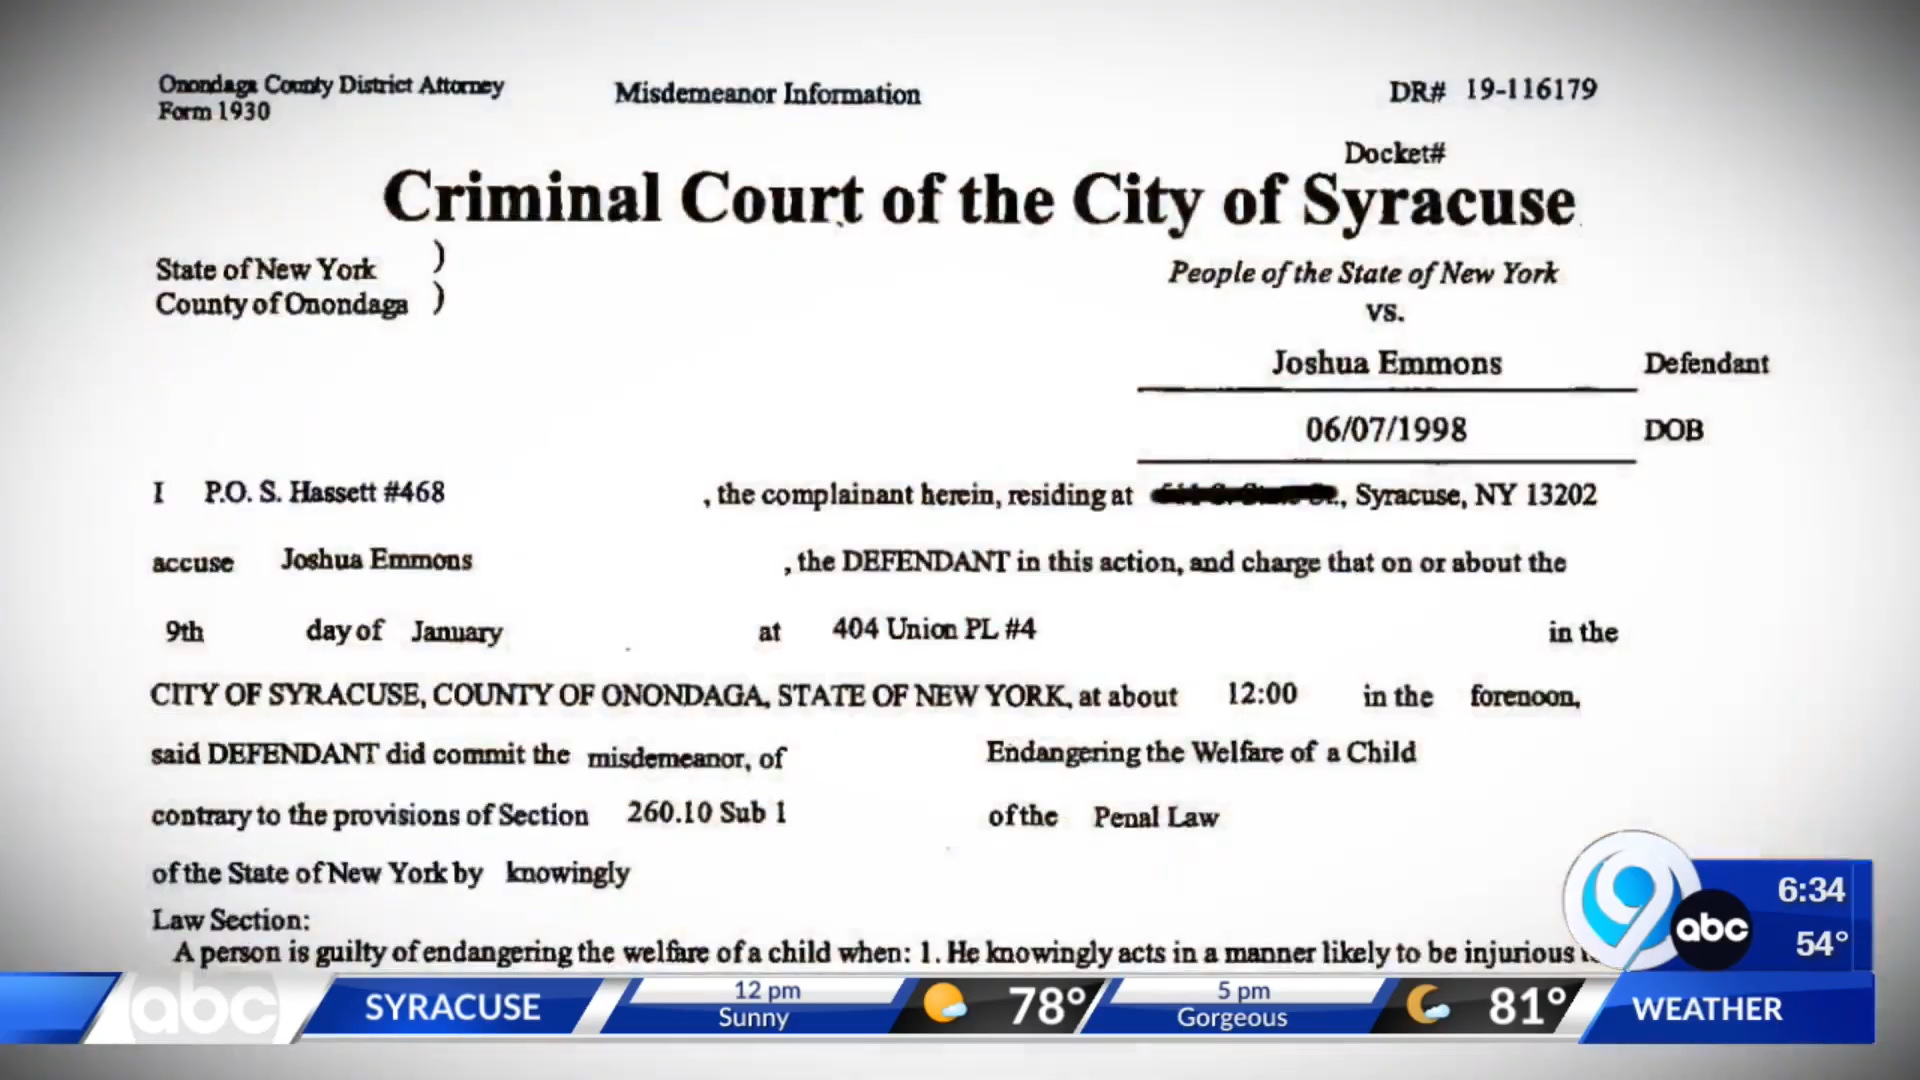 Onondaga County District Attorney
Form 1930
Misdemeanor Information
DR# 19-116179
Docket#
Criminal Court of the City of Syracuse
State of New York )
County of Onondaga )
People of the State of New York
vs.
Joshua Emmons Defendant
06/07/1998 DOB
I P.O. S. Hassett #468 , the complainant herein, residing at , Syracuse, NY 13202
accuse Joshua Emmons , the DEFENDANT in this action, and charge that on or about the
9th day of January at 404 Union PL #4 in the
CITY OF SYRACUSE, COUNTY OF ONONDAGA, STATE OF NEW YORK, at about 12:00 in the forenoon,
said DEFENDANT did commit the misdemeanor, of Endangering the Welfare of a Child
contrary to the provisions of Section 260.10 Sub 1 of the Penal Law
of the State of New York by knowingly
Law Section:
A person is guilty of endangering the welfare of a child when: 1. He knowingly acts in a manner likely to be injurious
9 abc
6:34
54°
abc
SYRACUSE
12 pm
Sunny
78°
5 pm
Gorgeous
81°
WEATHER